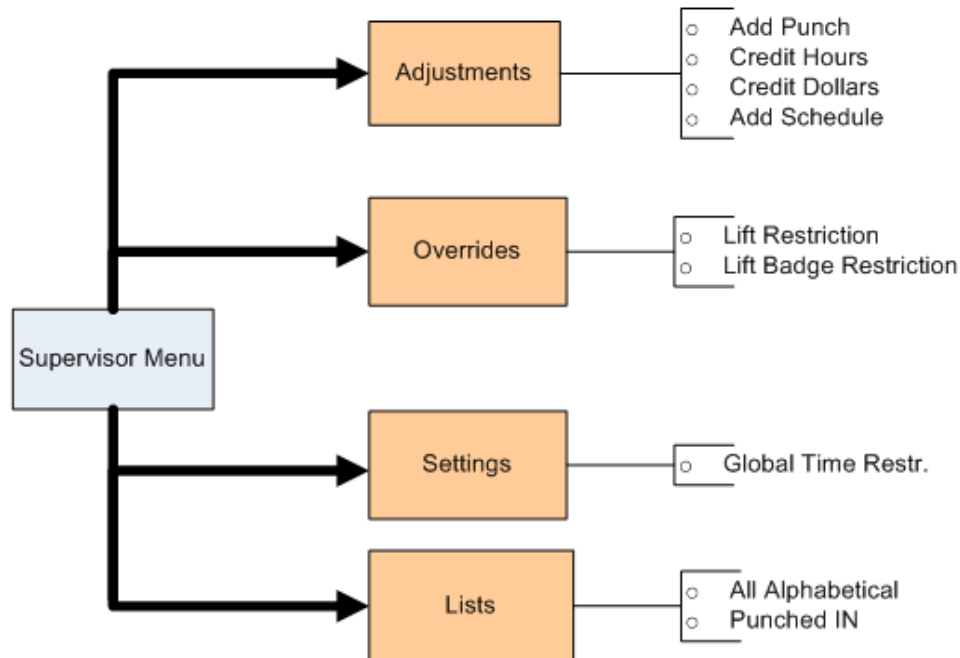 Supervisor Menu
Adjustments
Add Punch
Credit Hours
Credit Dollars
Add Schedule
Overrides
Lift Restriction
Lift Badge Restriction
Settings
Global Time Restr.
Lists
All Alphabetical
Punched IN